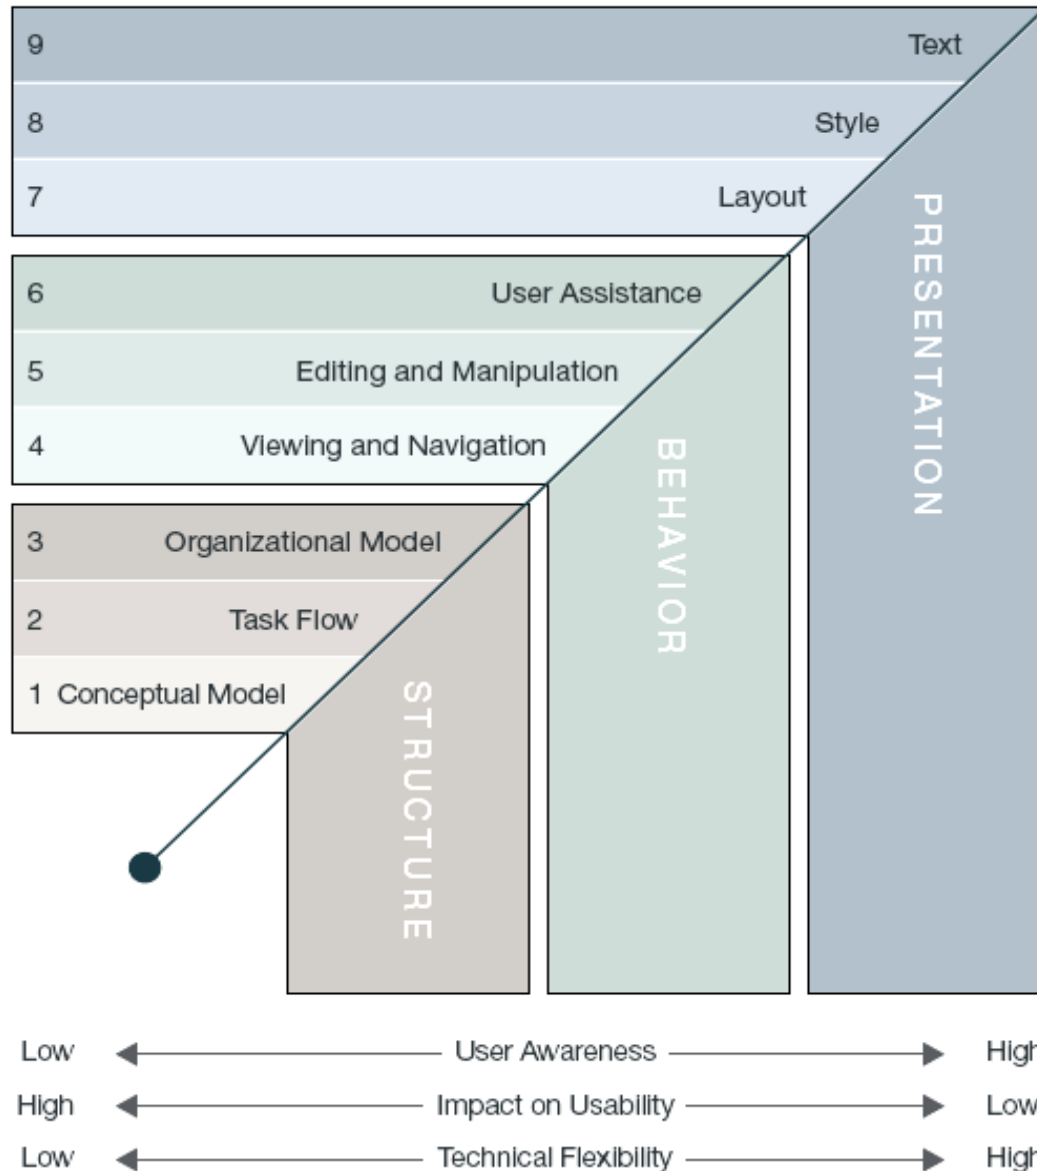 9 Text
8 Style
7 Layout
PRESENTATION
6 User Assistance
5 Editing and Manipulation
4 Viewing and Navigation
BEHAVIOR
3 Organizational Model
2 Task Flow
1 Conceptual Model
STRUCTURE
Low User Awareness High
High Impact on Usability Low
Low Technical Flexibility High